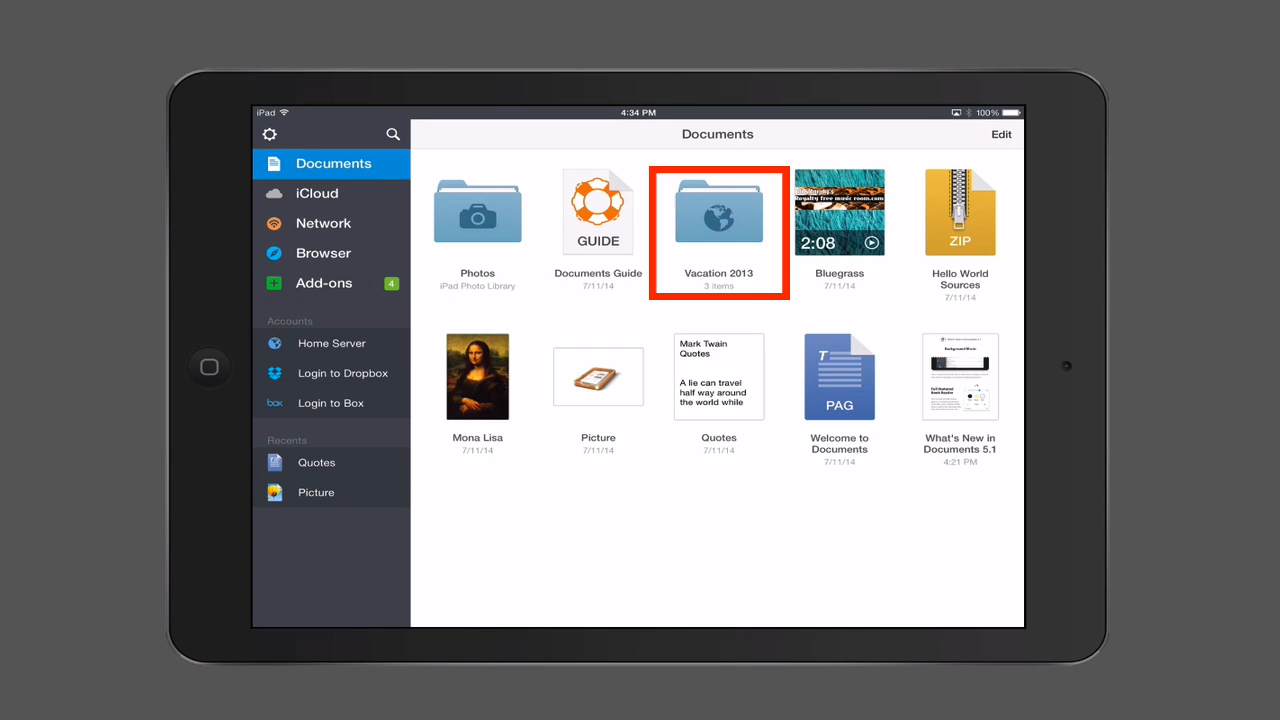 iPad
4:34 PM
100%
Documents
Edit
Documents
iCloud
Network
Browser
Add-ons
4
Accounts
Home Server
Login to Dropbox
box
Login to Box
Recents
Quotes
Picture
Photos
iPad Photo Library
GUIDE
Documents Guide
7/11/14
Vacation 2013
3 items
Royalty free music room.com
2:08
Bluegrass
7/11/14
ZIP
Hello World
Sources
7/11/14
Mona Lisa
7/11/14
Picture
7/11/14
Mark Twain
Quotes
A lie can travel
half way around
the world while
Quotes
7/11/14
T
PAG
Welcome to
Documents
7/11/14
Background Music
What's New in
Documents 5.1
4:21 PM